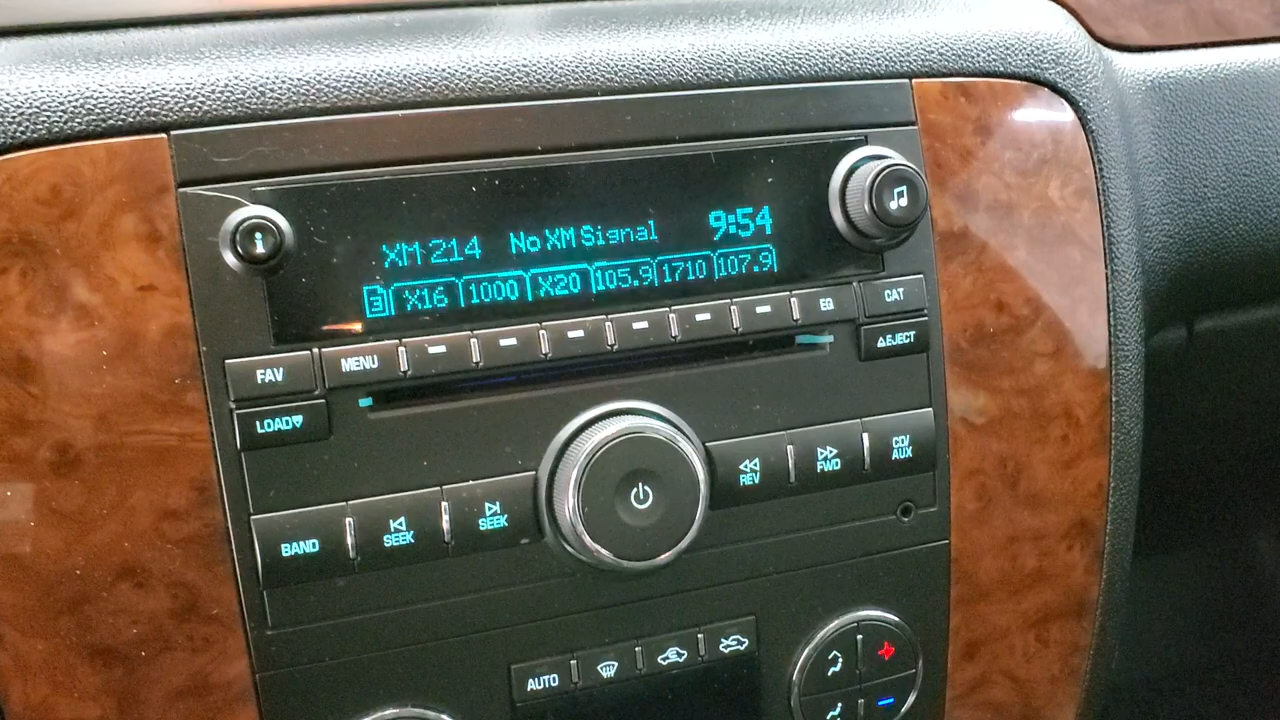 XM 214 No XM Signal 9:54
3 X16 1000 X20 105.9 1710 107.9
i
FAV MENU EQ CAT
LOAD EJECT
BAND SEEK SEEK REV FWD CD/AUX
AUTO